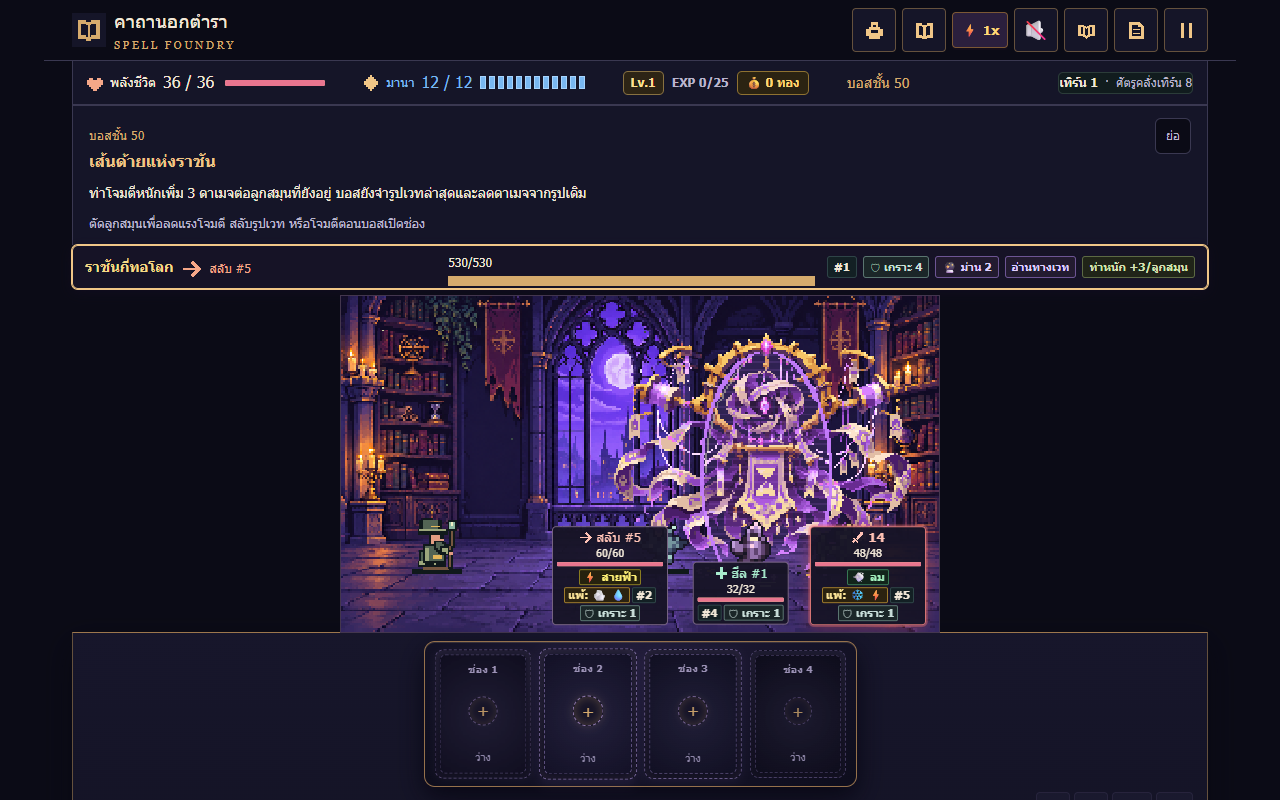 คาถานอกตำรา
SPELL FOUNDRY
1x
พลังชีวิต 36 / 36
มานา 12 / 12
Lv.1 EXP 0/25 0 ทอง
บอสชั้น 50
เทิร์น 1 · ศัตรูคลั่งเทิร์น 8
บอสชั้น 50
ย่อ
เส้นด้ายแห่งราชัน
ท่าโจมตีหนักเพิ่ม 3 ดาเมจต่อลูกสมุนที่ยังอยู่ บอสยังจำรูปเวทล่าสุดและลดดาเมจจากรูปเดิม
ตัดลูกสมุนเพื่อลดแรงโจมตี สลับรูปเวท หรือโจมตีตอนบอสเปิดช่อง
ราชันกี่ทอโลก → สลับ #5
530/530
#1 เกราะ 4 ม่าน 2 อ่านทางเวท ท่าหนัก +3/ลูกสมุน
→ สลับ #5
60/60
สายฟ้า
แพ้: #2
เกราะ 1
ฮีล #1
32/32
#4 เกราะ 1
14
48/48
ลม
แพ้: #5
เกราะ 1
ช่อง 1 ช่อง 2 ช่อง 3 ช่อง 4
+ + + +
ว่าง ว่าง ว่าง ว่าง